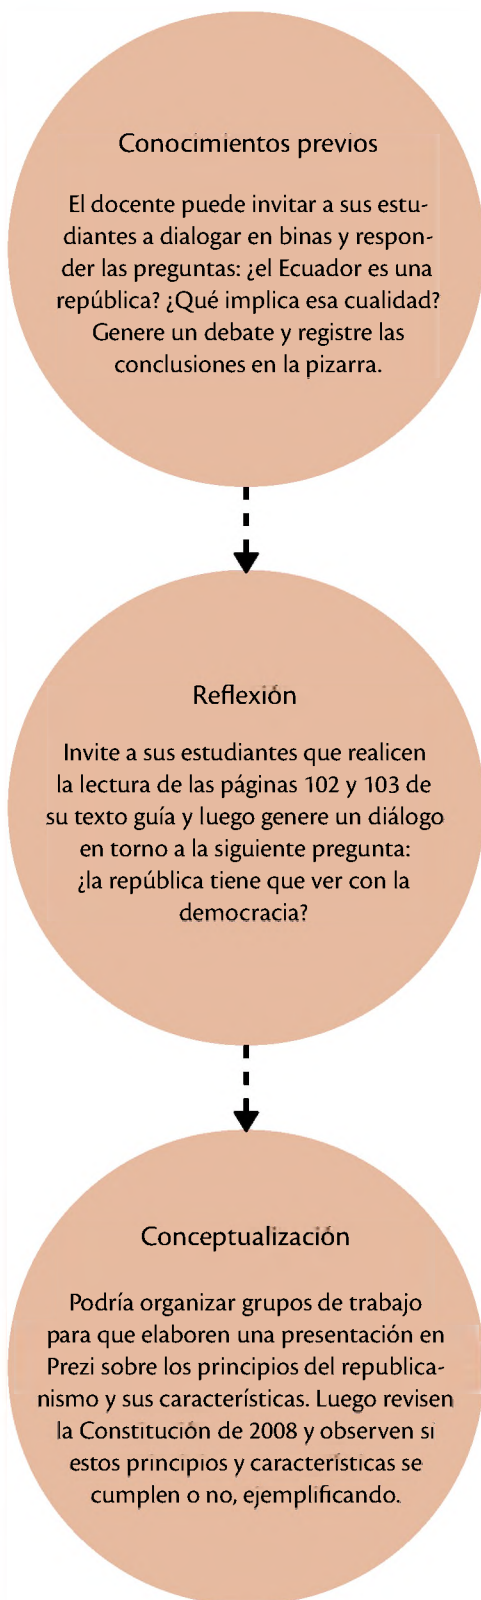 Conocimientos previos
El docente puede invitar a sus estu-
diantes a dialogar en binas y respon-
der las preguntas: ¿el Ecuador es una
república? ¿Qué implica esa cualidad?
Genere un debate y registre las
conclusiones en la pizarra.
Reflexión
Invite a sus estudiantes que realicen
la lectura de las páginas 102 y 103 de
su texto guía y luego genere un diálogo
en torno a la siguiente pregunta:
¿la república tiene que ver con la
democracia?
Conceptualización
Podría organizar grupos de trabajo
para que elaboren una presentación en
Prezi sobre los principios del republica-
nismo y sus características. Luego revisen
la Constitución de 2008 y observen si
estos principios y características se
cumplen o no, ejemplificando.